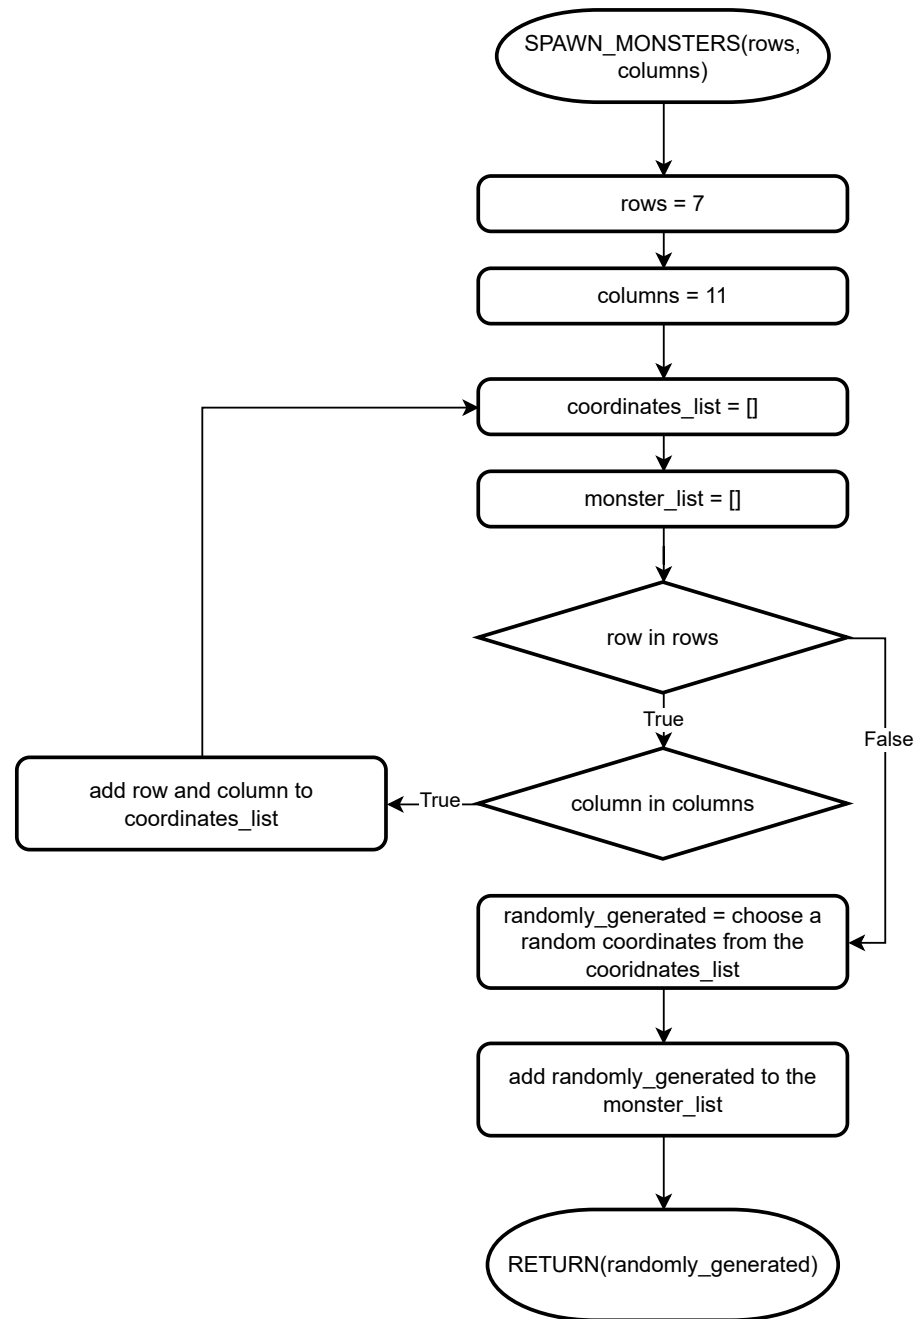 SPAWN_MONSTERS(rows,
columns)
rows = 7
columns = 11
coordinates_list = []
monster_list = []
row in rows
True
False
column in columns
True
add row and column to
coordinates_list
randomly_generated = choose a
random coordinates from the
cooridnates_list
add randomly_generated to the
monster_list
RETURN(randomly_generated)